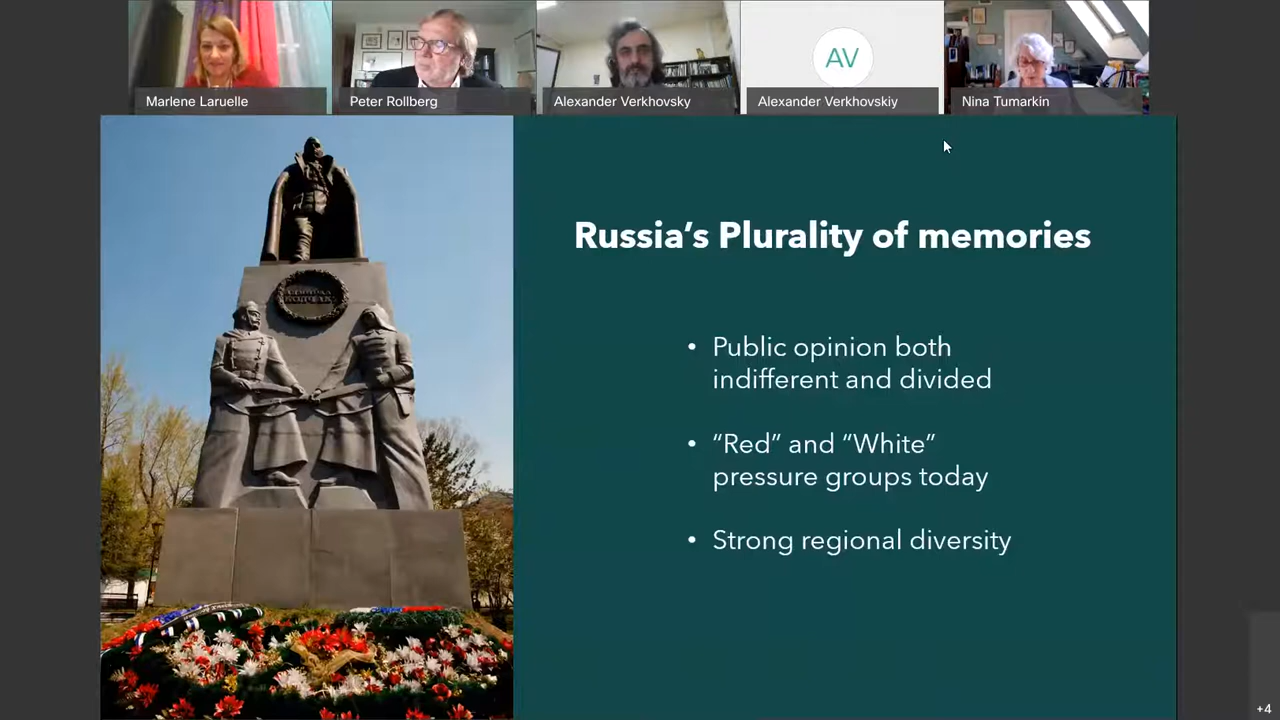 Marlene Laruelle
Peter Rollberg
Alexander Verkhovsky
AV
Alexander Verkhovskiy
Nina Tumarkin
Russia’s Plurality of memories
• Public opinion both
indifferent and divided
• “Red” and “White”
pressure groups today
• Strong regional diversity
+4